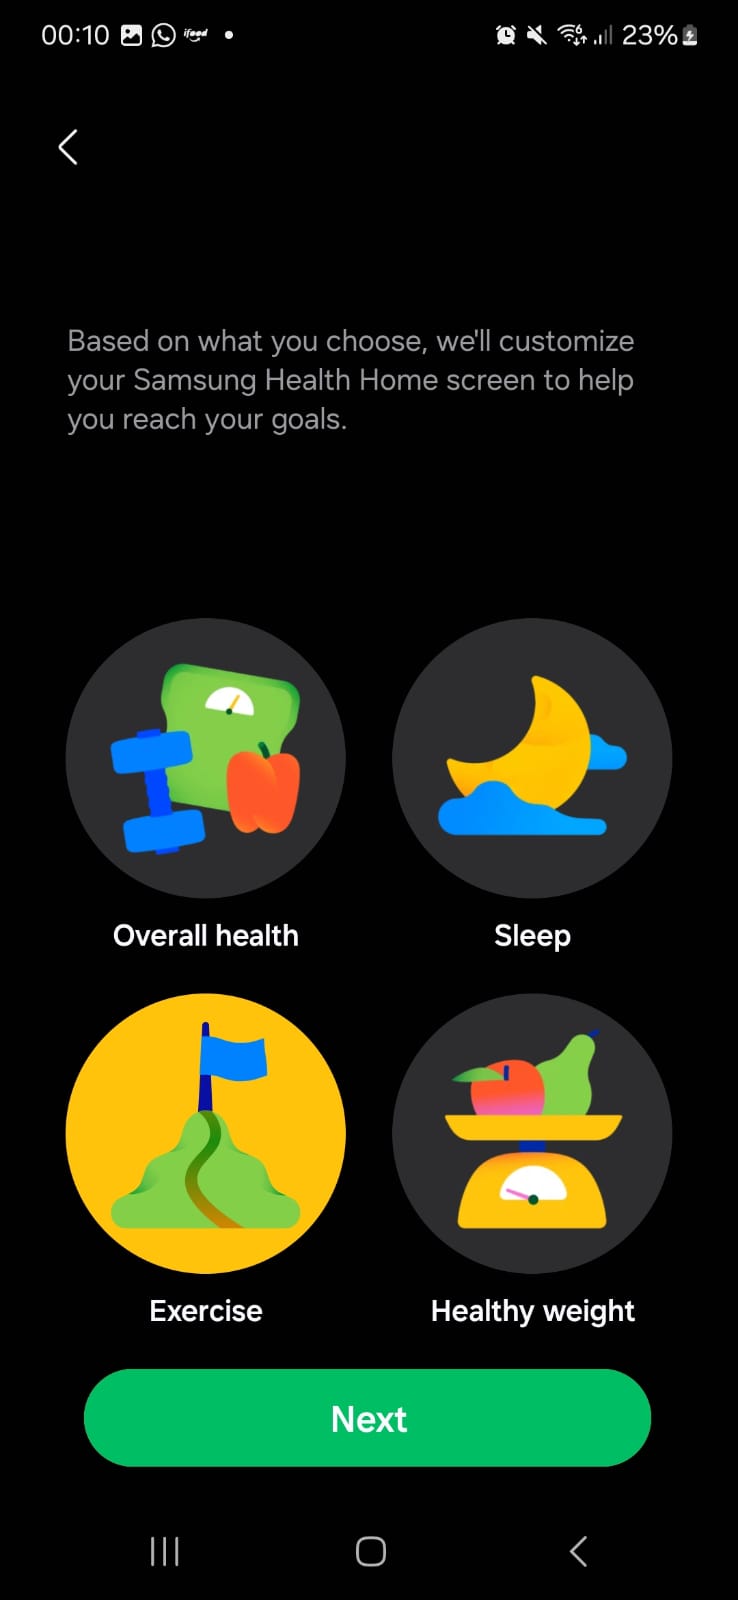 00:10 ifood 23%
Based on what you choose, we'll customize
your Samsung Health Home screen to help
you reach your goals.
Overall health Sleep
Exercise Healthy weight
Next